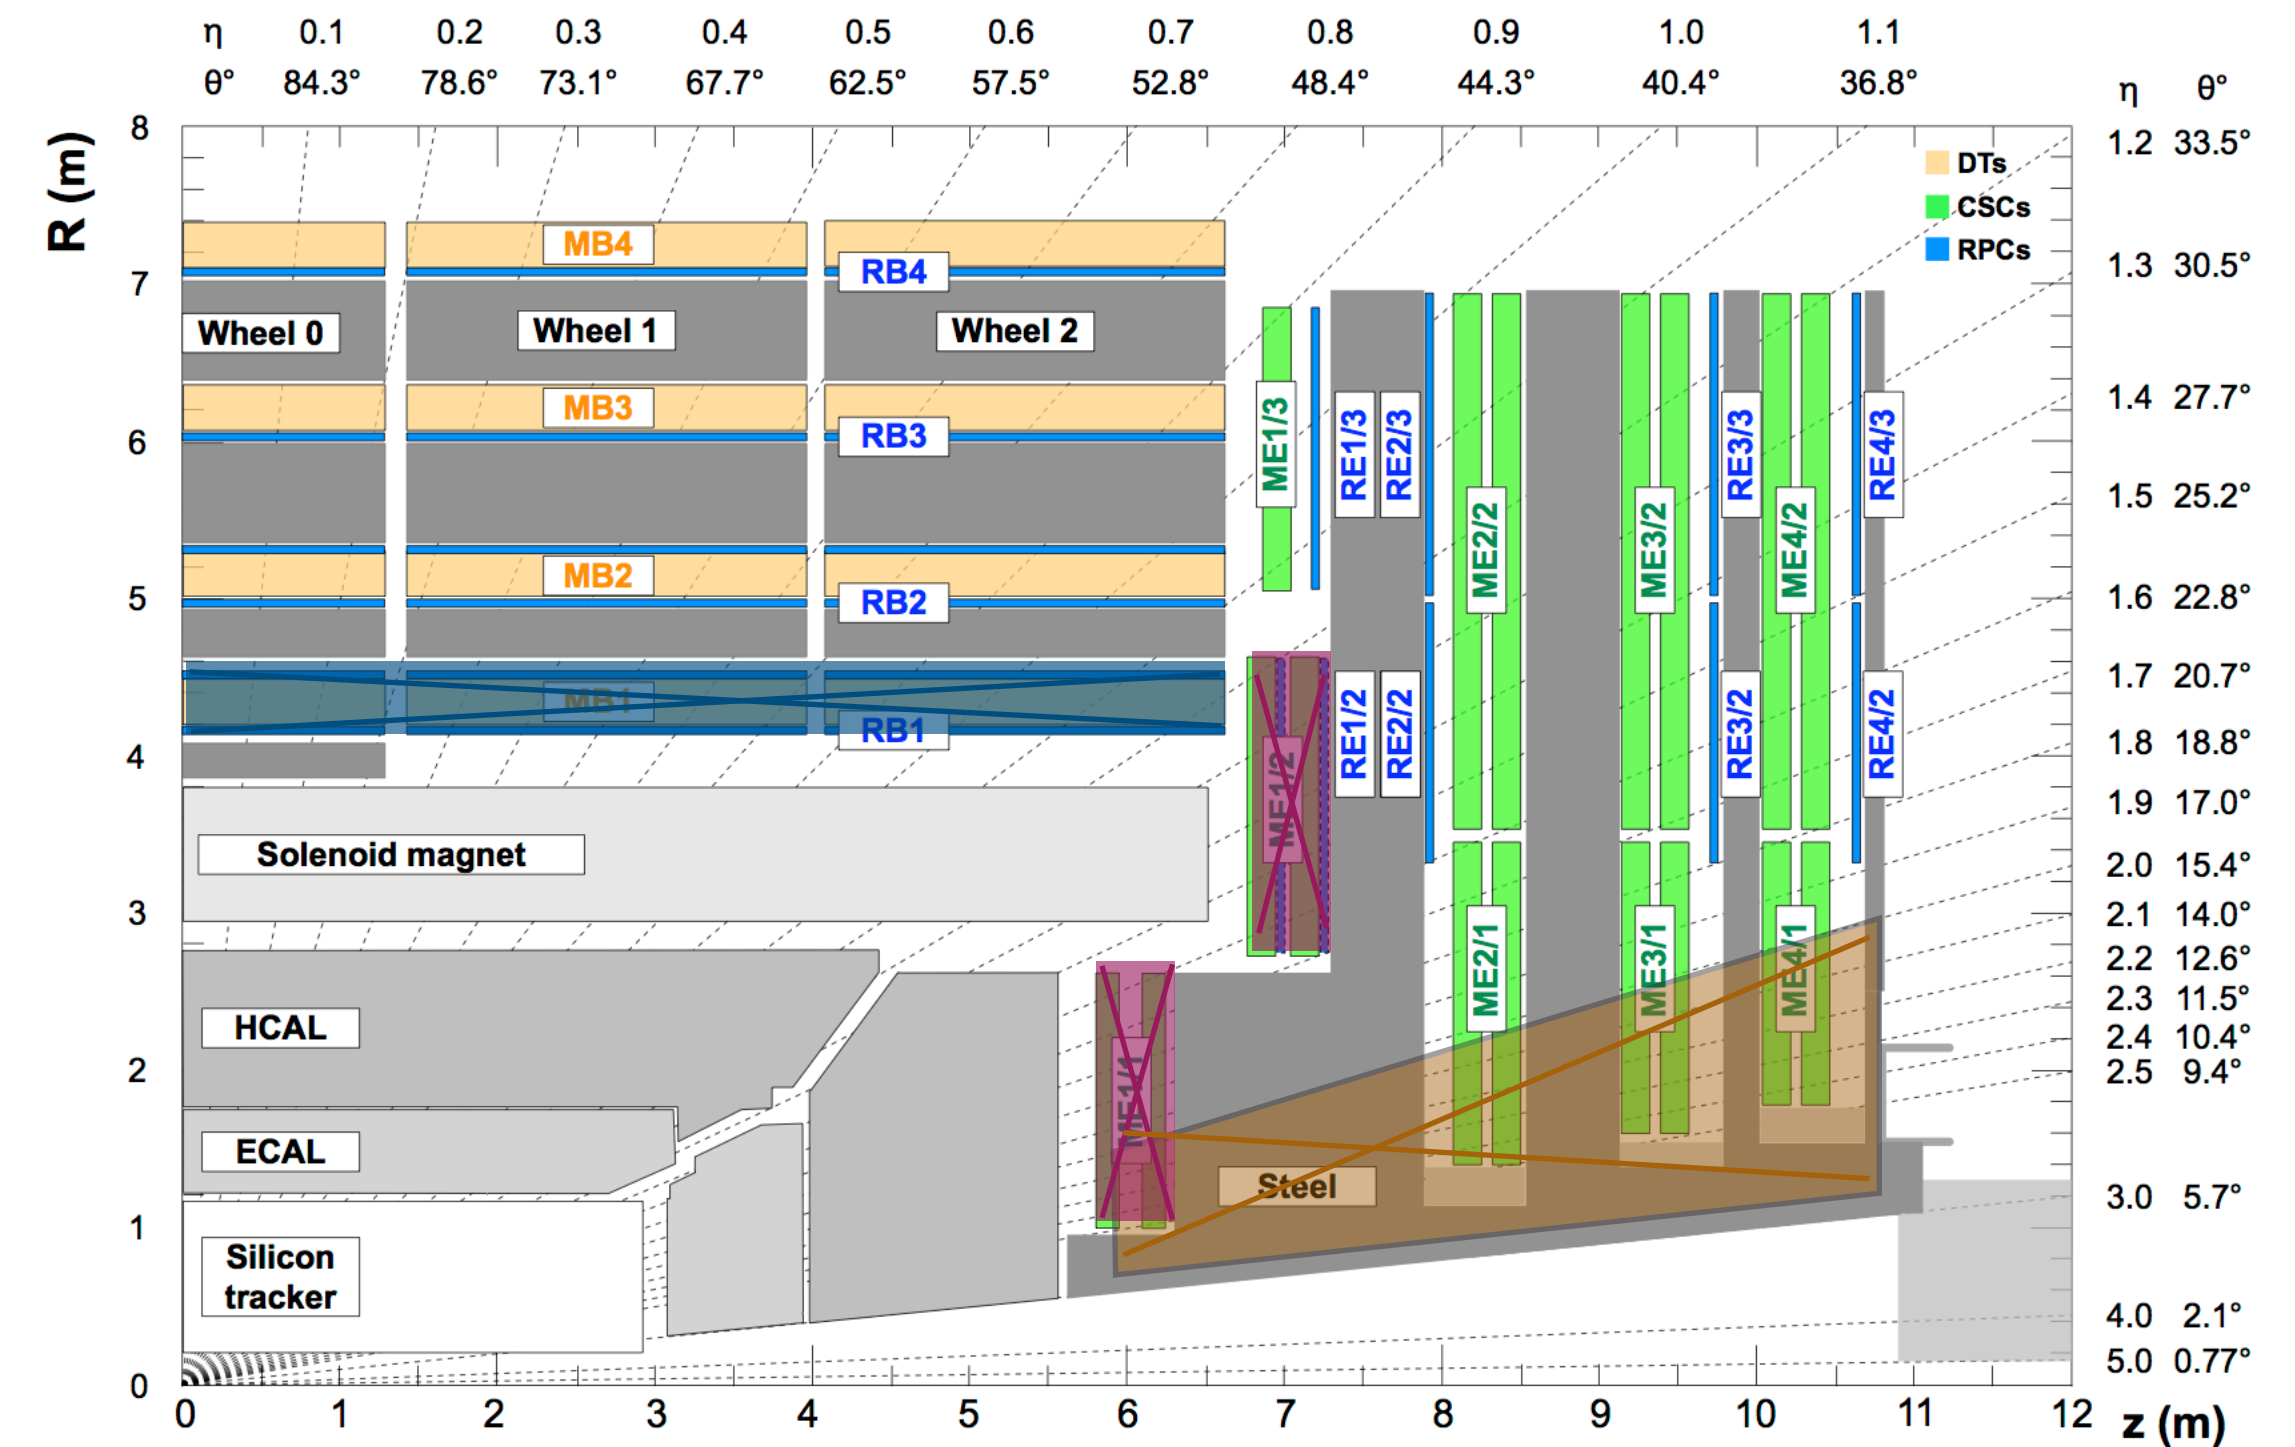 η 0.1 0.2 0.3 0.4 0.5 0.6 0.7 0.8 0.9 1.0 1.1
θ° 84.3° 78.6° 73.1° 67.7° 62.5° 57.5° 52.8° 48.4° 44.3° 40.4° 36.8°
η θ°
R (m)
8
7
6
5
4
3
2
1
0
1.2 33.5°
1.3 30.5°
1.4 27.7°
1.5 25.2°
1.6 22.8°
1.7 20.7°
1.8 18.8°
1.9 17.0°
2.0 15.4°
2.1 14.0°
2.2 12.6°
2.3 11.5°
2.4 10.4°
2.5 9.4°
3.0 5.7°
4.0 2.1°
5.0 0.77°
DTs
CSCs
RPCs
MB4
RB4
Wheel 0
Wheel 1
Wheel 2
MB3
RB3
MB2
RB2
MB1
RB1
Solenoid magnet
HCAL
ECAL
Silicon
tracker
Steel
ME1/3
RE1/3
RE2/3
ME2/2
ME3/2
RE3/3
ME4/2
RE4/3
ME1/2
RE1/2
RE2/2
RE3/2
RE4/2
ME1/1
ME2/1
ME3/1
ME4/1
0 1 2 3 4 5 6 7 8 9 10 11 12
z (m)